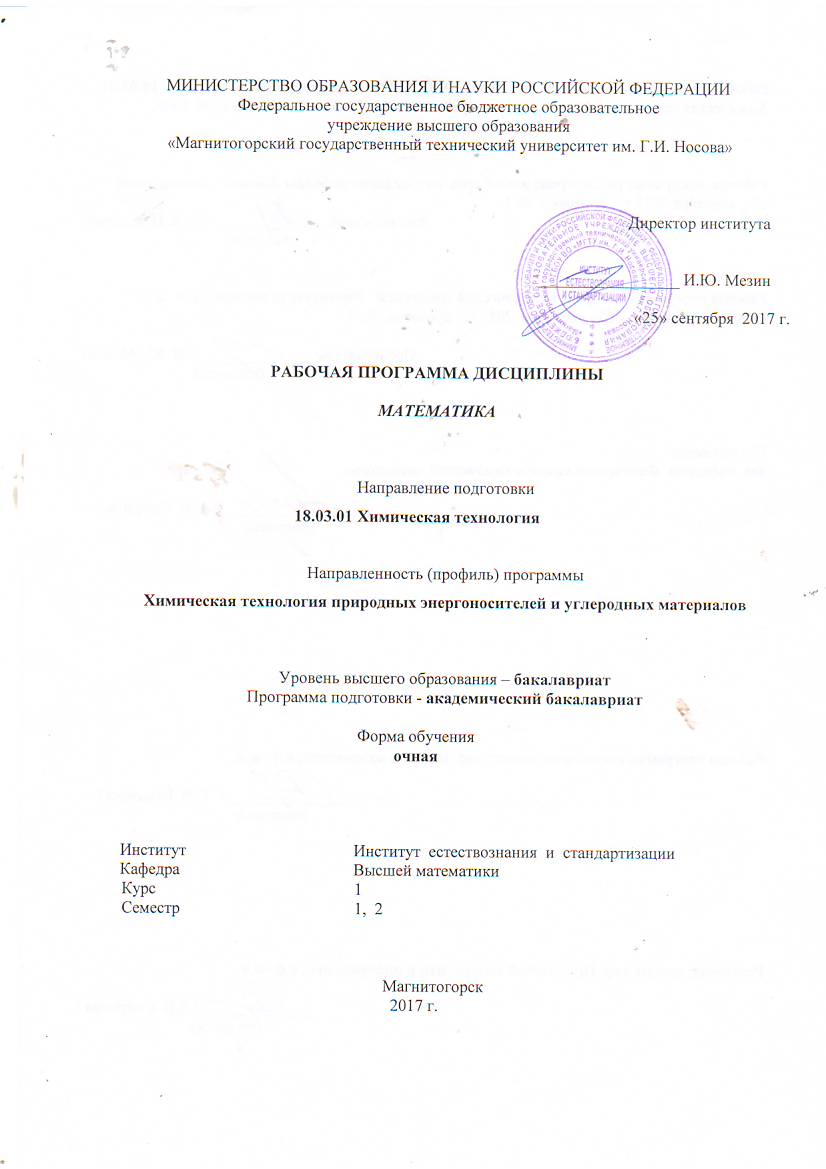 МИНИСТЕРСТВО ОБРАЗОВАНИЯ И НАУКИ РОССИЙСКОЙ ФЕДЕРАЦИИ
Федеральное государственное бюджетное образовательное
учреждение высшего образования
«Магнитогорский государственный технический университет им. Г.И. Носова»
Директор института
ИНСТИТУТ
ЕСТЕСТВОЗНАНИЯ
И СТАНДАРТИЗАЦИИ
И.Ю. Мезин
«25» сентября 2017 г.
РАБОЧАЯ ПРОГРАММА ДИСЦИПЛИНЫ
МАТЕМАТИКА
Направление подготовки
18.03.01 Химическая технология
Направленность (профиль) программы
Химическая технология природных энергоносителей и углеродных материалов
Уровень высшего образования – бакалавриат
Программа подготовки - академический бакалавриат
Форма обучения
очная
Институт Институт естествознания и стандартизации
Кафедра Высшей математики
Курс 1
Семестр 1, 2
Магнитогорск
2017 г.